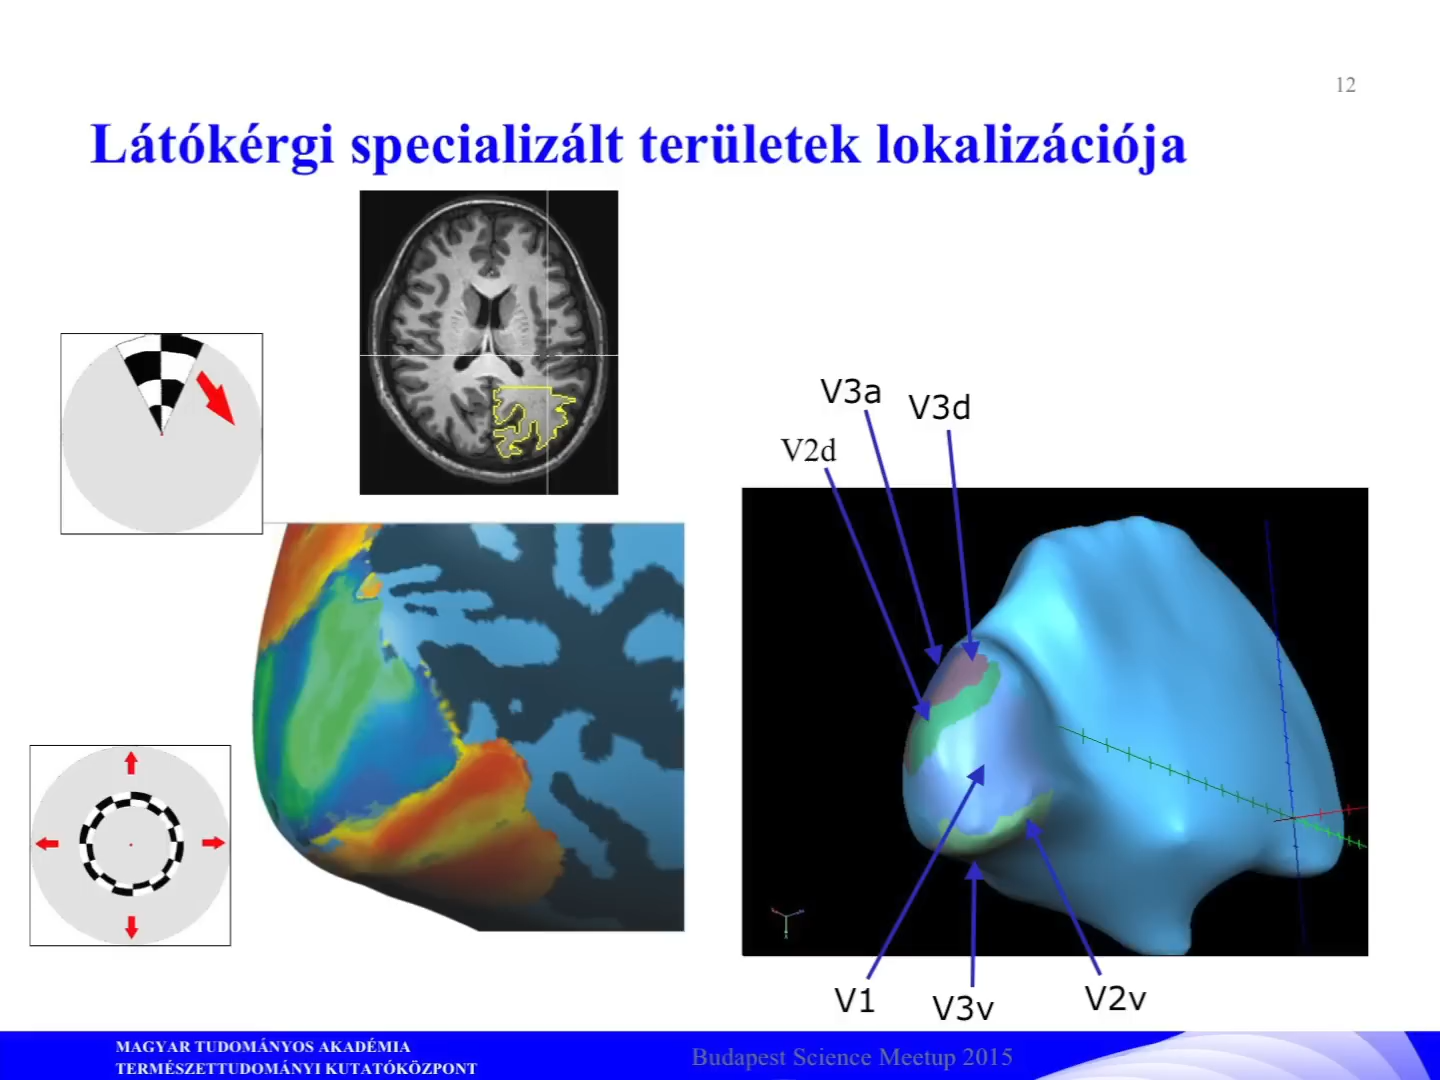 12
Látókérgi specializált területek lokalizációja
V3a
V3d
V2d
V1
V3v
V2v
MAGYAR TUDOMÁNYOS AKADÉMIA
TERMÉSZETTUDOMÁNYI KUTATÓKÖZPONT
Budapest Science Meetup 2015